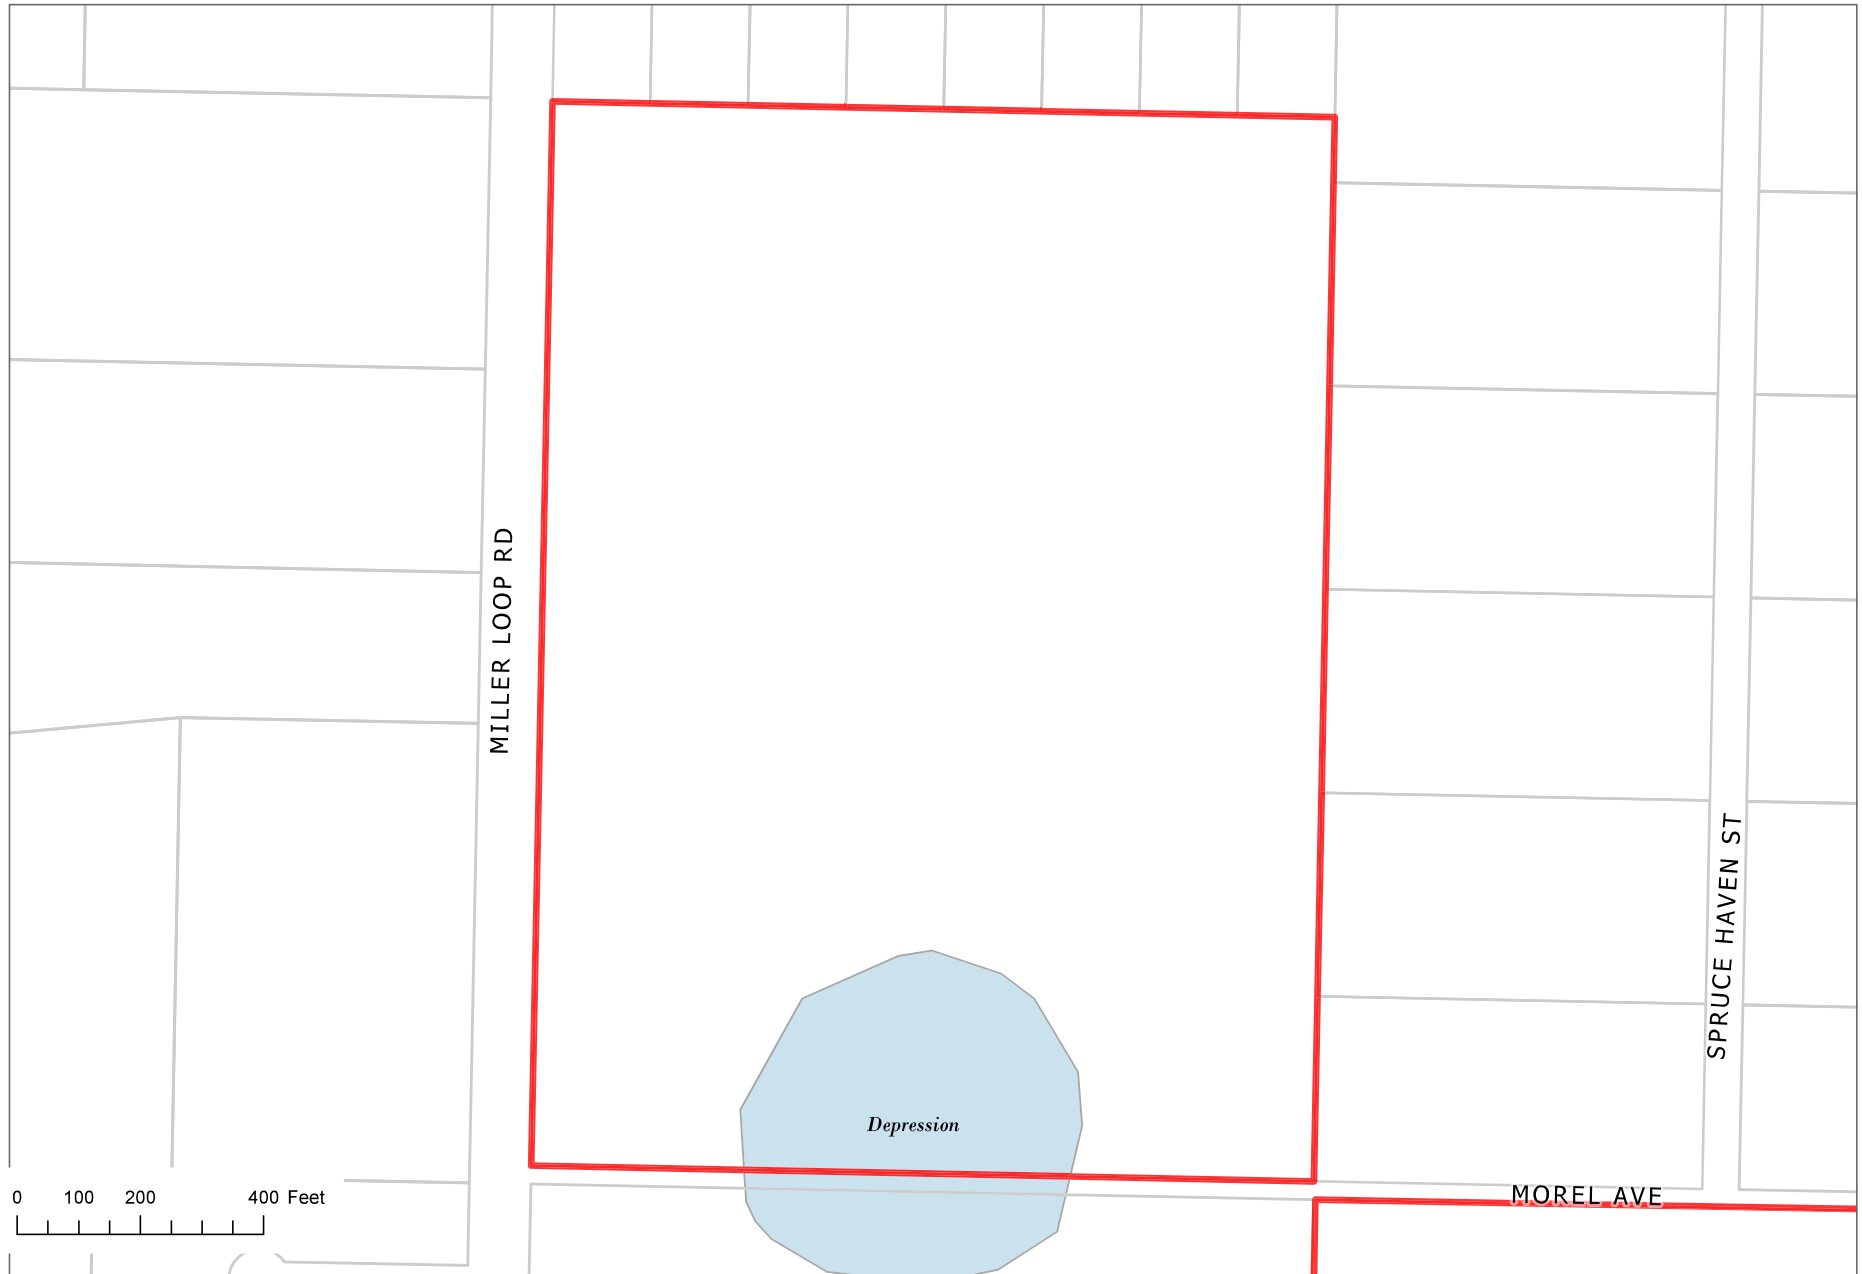 MILLER LOOP RD
SPRUCE HAVEN ST
Depression
MOREL AVE
0 100 200 400 Feet